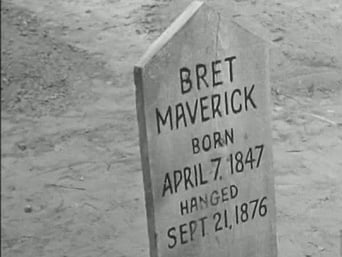 BRET
MAVERICK
BORN
APRIL 7, 1847
HANGED
SEPT 21, 1876